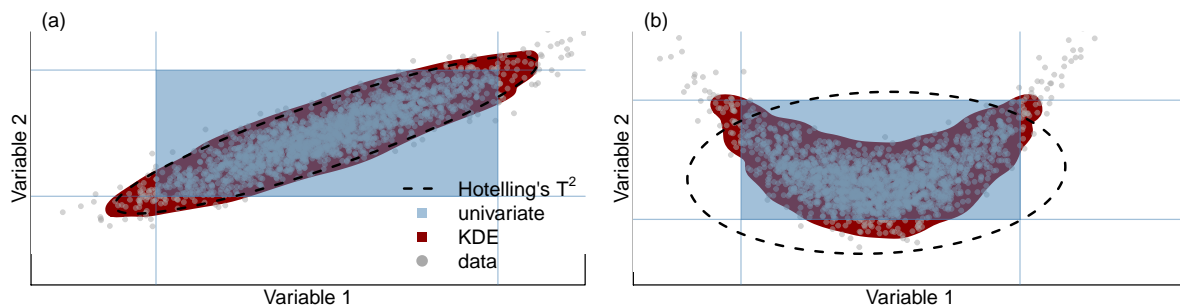 (a)
Variable 2
Hotelling's T²
univariate
KDE
data
Variable 1
(b)
Variable 2
Variable 1